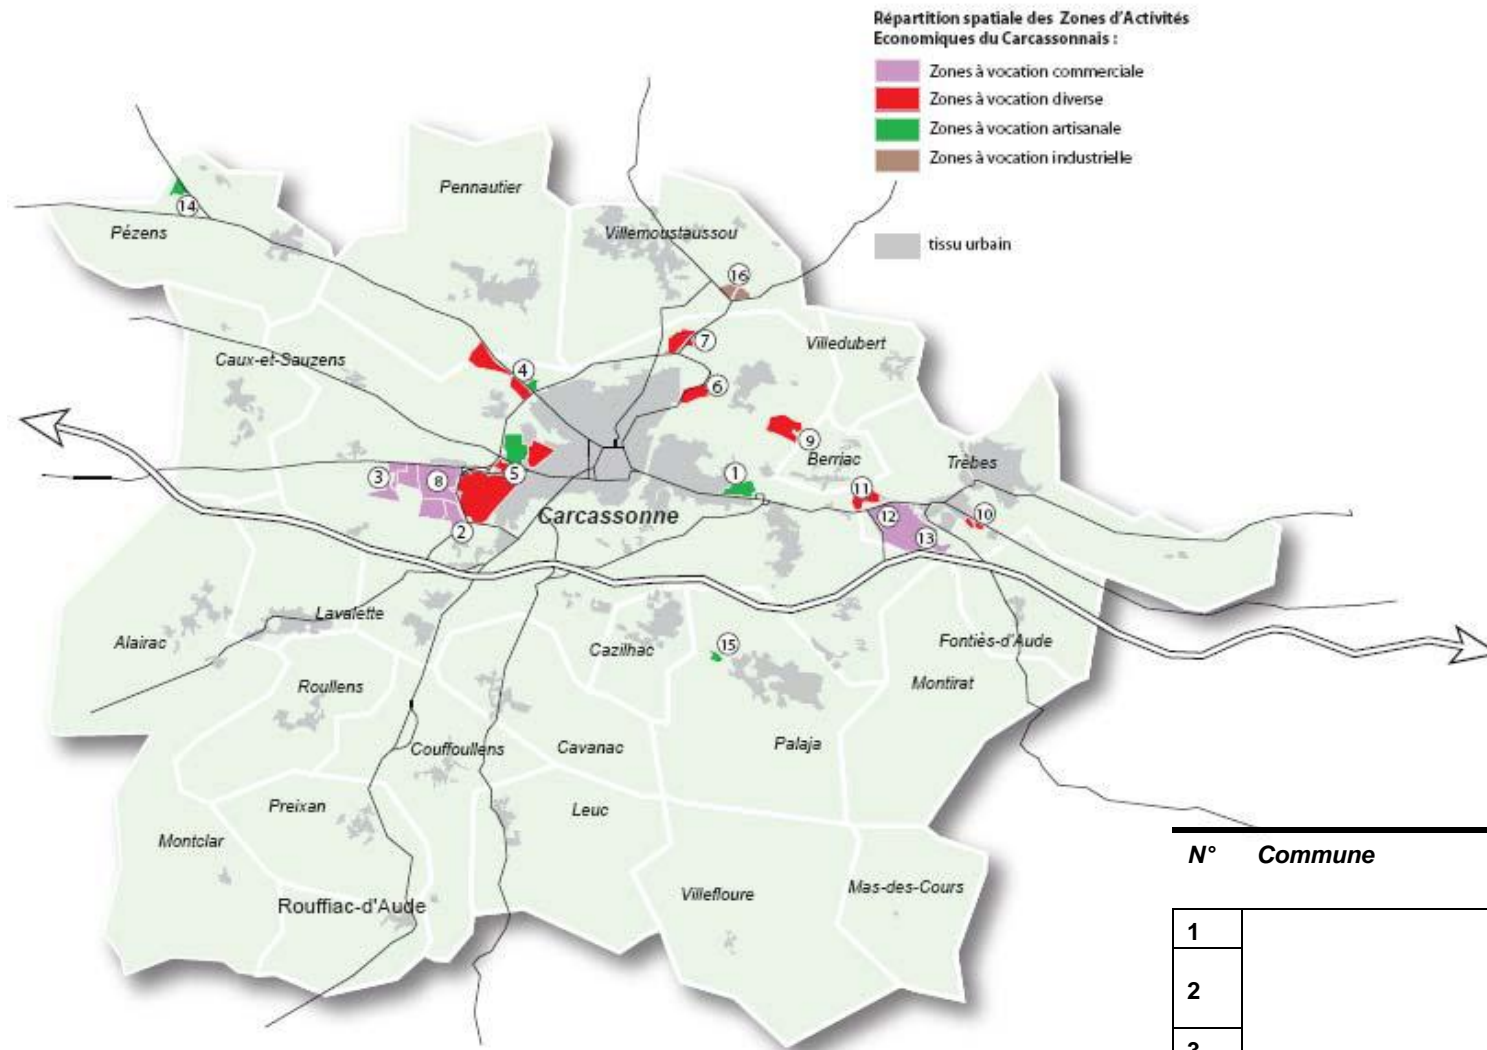 Répartition spatiale des Zones d'Activités
Economiques du Carcassonnais :
Zones à vocation commerciale
Zones à vocation diverse
Zones à vocation artisanale
Zones à vocation industrielle
tissu urbain
Pennautier
14
Pézens
Villemoustaussou
16
7
Villedubert
Caux-et-Sauzens
4
6
9
Berriac
Trèbes
3
8
5
1
11
12
10
2
Carcassonne
13
Lavalette
Alairac
Cazilhac
15
Fontiès-d'Aude
Roullens
Montirat
Couffoullens
Cavanac
Palaja
Preixan
Leuc
Montclar
Villefloure
Mas-des-Cours
Rouffiac-d'Aude
N° Commune
1
2
3